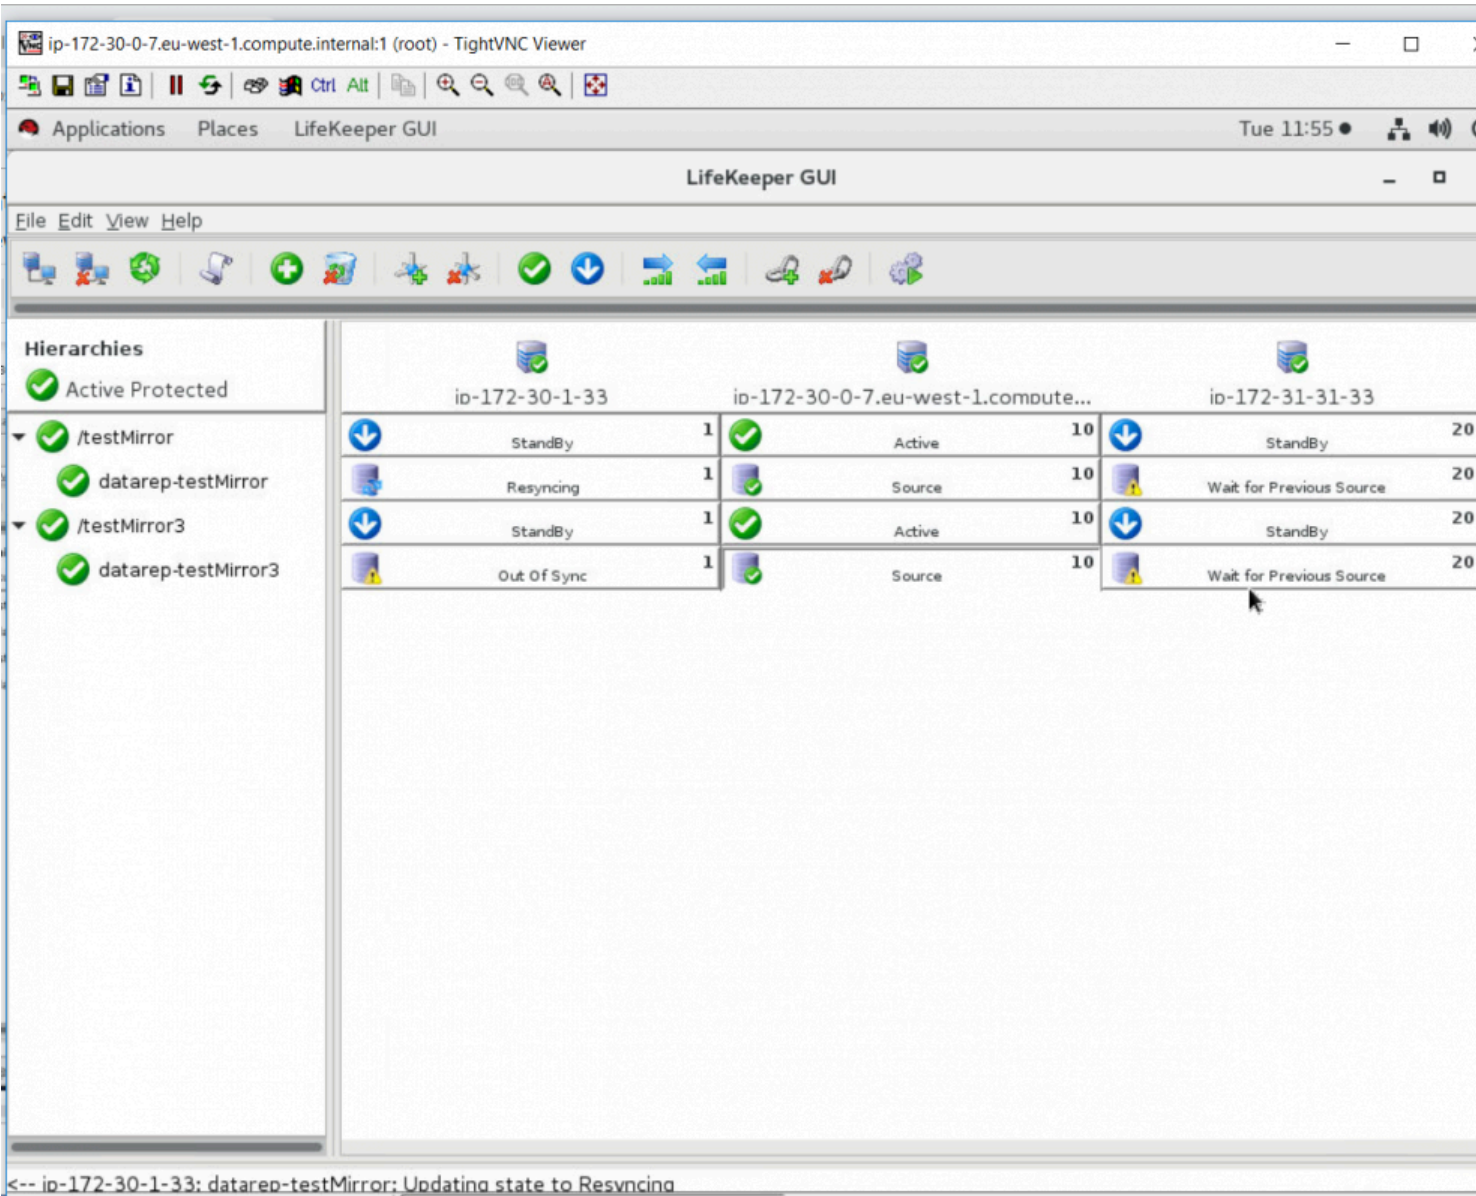 ip-172-30-0-7.eu-west-1.compute.internal:1 (root) - TightVNC Viewer
Ctrl Alt
Applications Places LifeKeeper GUI Tue 11:55
LifeKeeper GUI
File Edit View Help
Hierarchies
Active Protected
ip-172-30-1-33 ip-172-30-0-7.eu-west-1.compute... ip-172-31-31-33
/testMirror StandBy 1 Active 10 StandBy 20
datarep-testMirror Resyncing 1 Source 10 Wait for Previous Source 20
/testMirror3 StandBy 1 Active 10 StandBy 20
datarep-testMirror3 Out Of Sync 1 Source 10 Wait for Previous Source 20
<-- ip-172-30-1-33: datarep-testMirror: Updating state to Resyncing